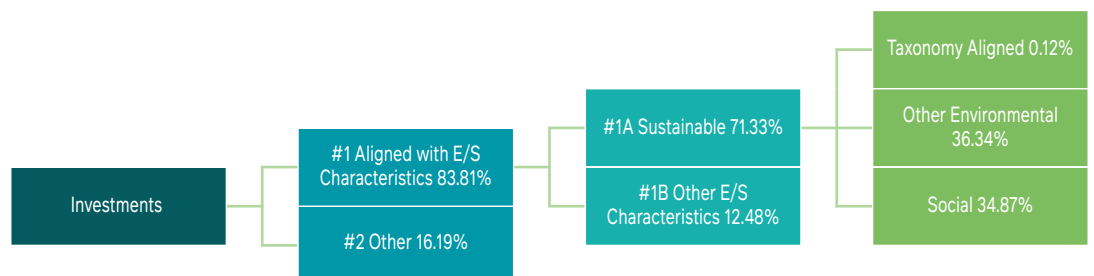 Investments
#1 Aligned with E/S
Characteristics 83.81%
#2 Other 16.19%
#1A Sustainable 71.33%
#1B Other E/S
Characteristics 12.48%
Taxonomy Aligned 0.12%
Other Environmental
36.34%
Social 34.87%